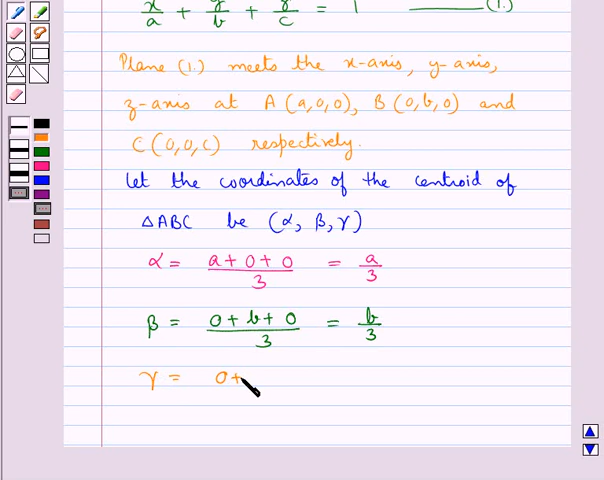 x/a + y/b + z/c = 1 ——— (1.)
Plane (1.) meets the x-axis, y-axis,
z-axis at A (a,0,0), B (0,b,0) and
C (0,0,c) respectively.
Let the coordinates of the centroid of
△ABC be (α, β, γ)
α = (a + 0 + 0)/3 = a/3
β = (0 + b + 0)/3 = b/3
γ = 0+